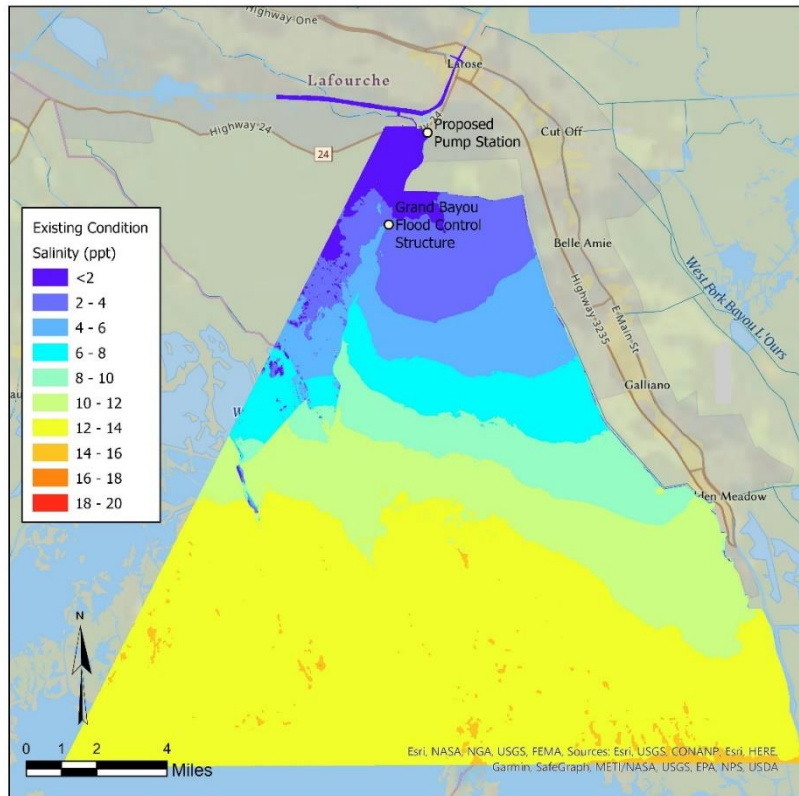 Highway One
Larose
Lafourche
Highway 24
24
Proposed
Pump Station
Cut Off
Grand Bayou
Flood Control
Structure
Belle Amie
West Fork Bayou L'Ours
Highway 3235
E Main St
Galliano
lden Meadow
Existing Condition
Salinity (ppt)
<2
2 - 4
4 - 6
6 - 8
8 - 10
10 - 12
12 - 14
14 - 16
16 - 18
18 - 20
N
0 1 2 4
Miles
Esri, NASA, NGA, USGS, FEMA, Sources: Esri, USGS, CONANP, Esri, HERE,
Garmin, SafeGraph, METI/NASA, USGS, EPA, NPS, USDA